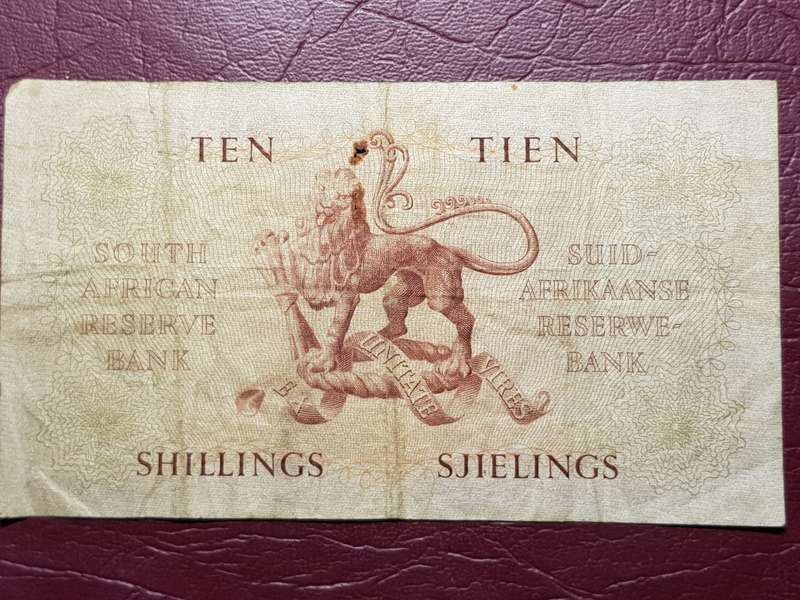 TEN
TIEN
SOUTH
AFRICAN
RESERVE
BANK
SUID-
AFRIKAANSE
RESERWE-
BANK
EX
UNITATE
VIRES
SHILLINGS
SJIELINGS